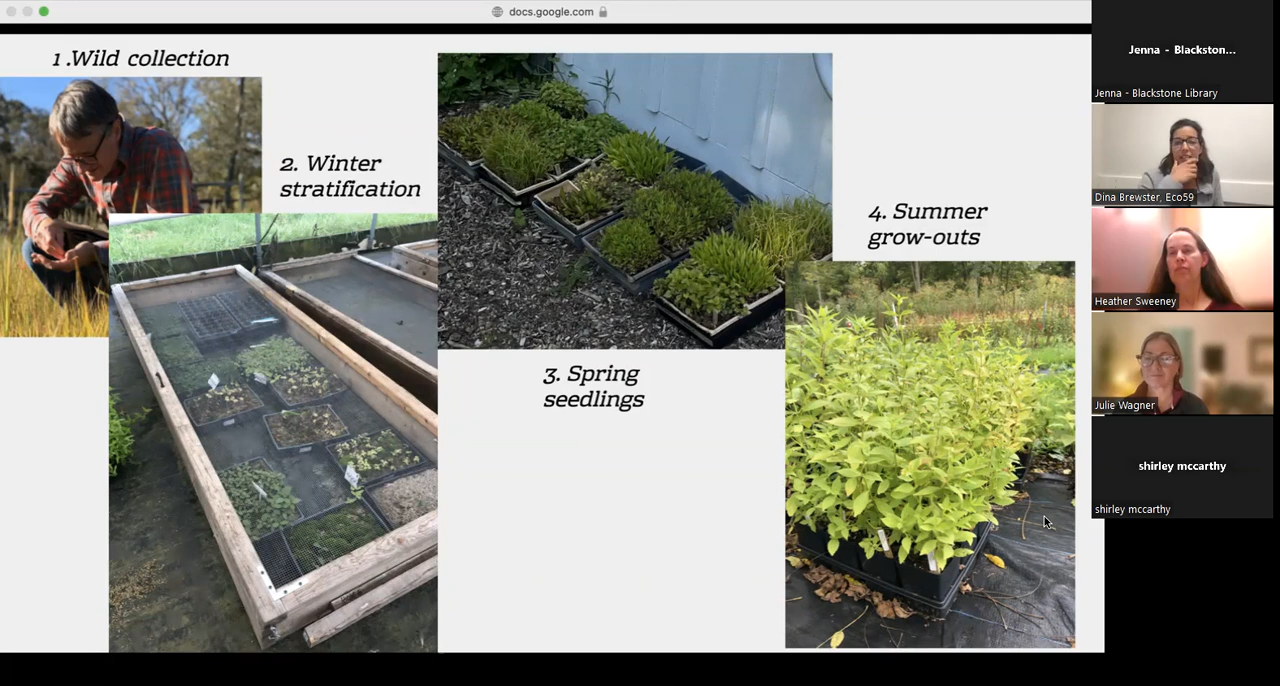 docs.google.com
1 .Wild collection
2. Winter
stratification
3. Spring
seedlings
4. Summer
grow-outs
Jenna - Blackston...
Jenna - Blackstone Library
Dina Brewster, Eco59
Heather Sweeney
Julie Wagner
shirley mccarthy
shirley mccarthy